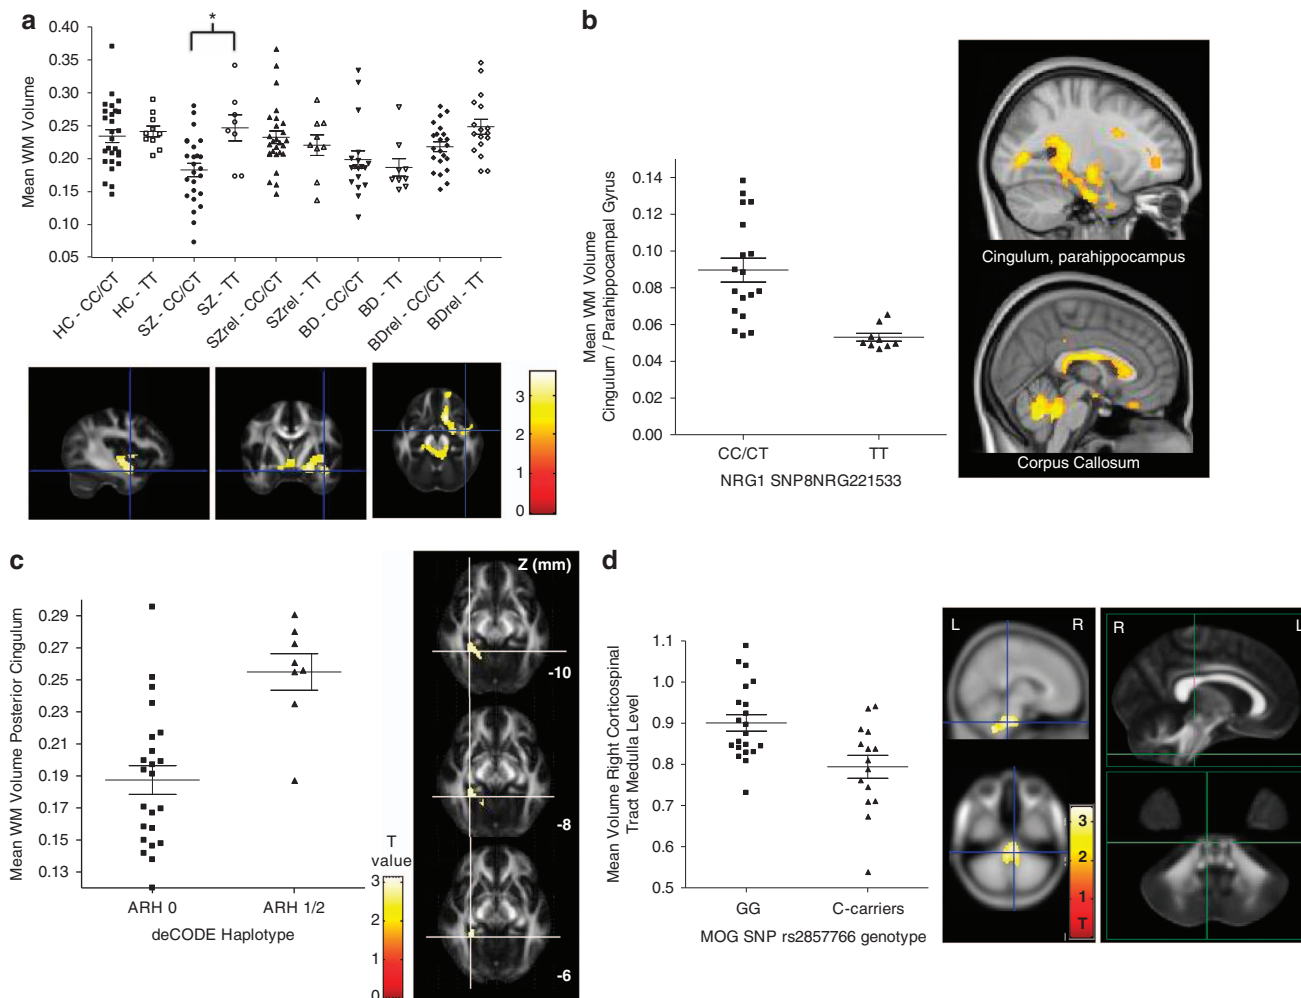 a
Mean WM Volume
0.40
0.35
0.30
0.25
0.20
0.15
0.10
0.05
*
HC - CC/CT
HC - TT
SZ - CC/CT
SZ - TT
SZrel - CC/CT
SZrel - TT
BD - CC/CT
BD - TT
BDrel - CC/CT
BDrel - TT
3
2
1
0
b
Mean WM Volume
Cingulum / Parahippocampal Gyrus
0.14
0.12
0.10
0.08
0.06
0.04
0.02
0.00
CC/CT TT
NRG1 SNP8NRG221533
Cingulum, parahippocampus
Corpus Callosum
c
Mean WM Volume Posterior Cingulum
0.29
0.27
0.25
0.23
0.21
0.19
0.17
0.15
0.13
ARH 0 ARH 1/2
deCODE Haplotype
T
value
3
2
1
0
Z (mm)
-10
-8
-6
d
Mean Volume Right Corticospinal
Tract Medulla Level
1.1
1.0
0.9
0.8
0.7
0.6
0.5
GG C-carriers
MOG SNP rs2857766 genotype
L R
3
2
1
T
R L